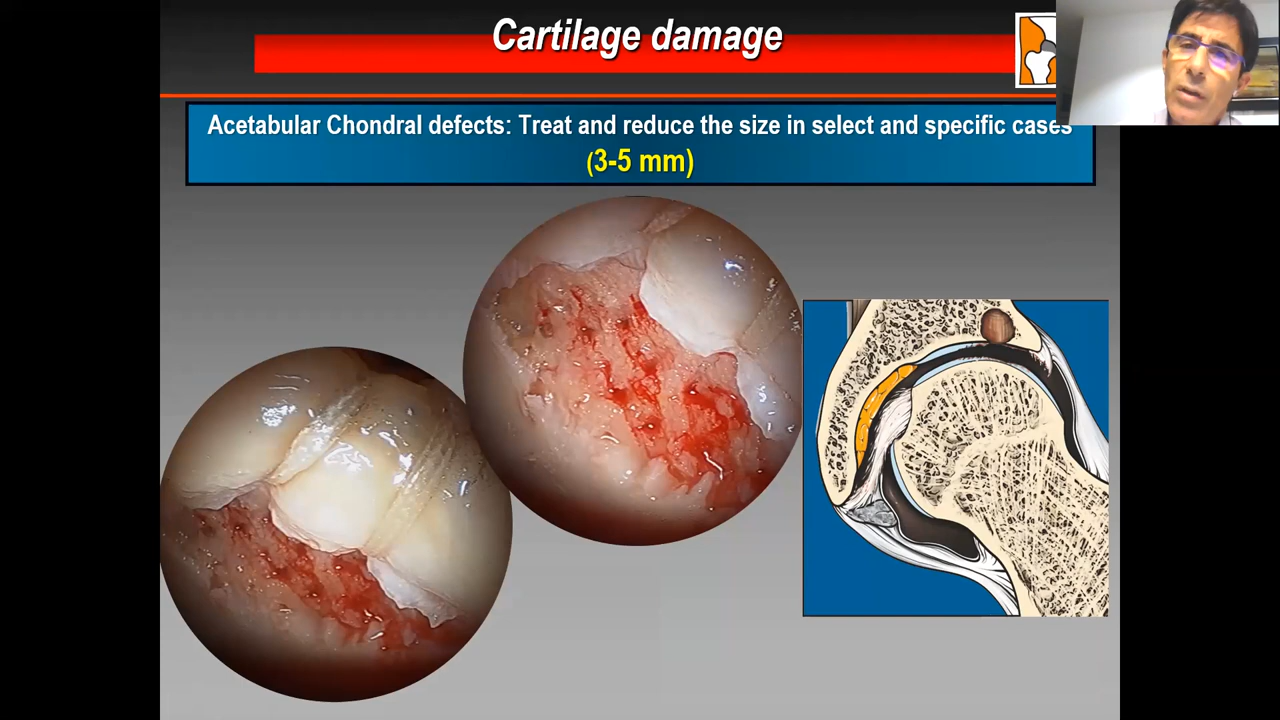 Cartilage damage
Acetabular Chondral defects: Treat and reduce the size in select and specific cases
(3-5 mm)